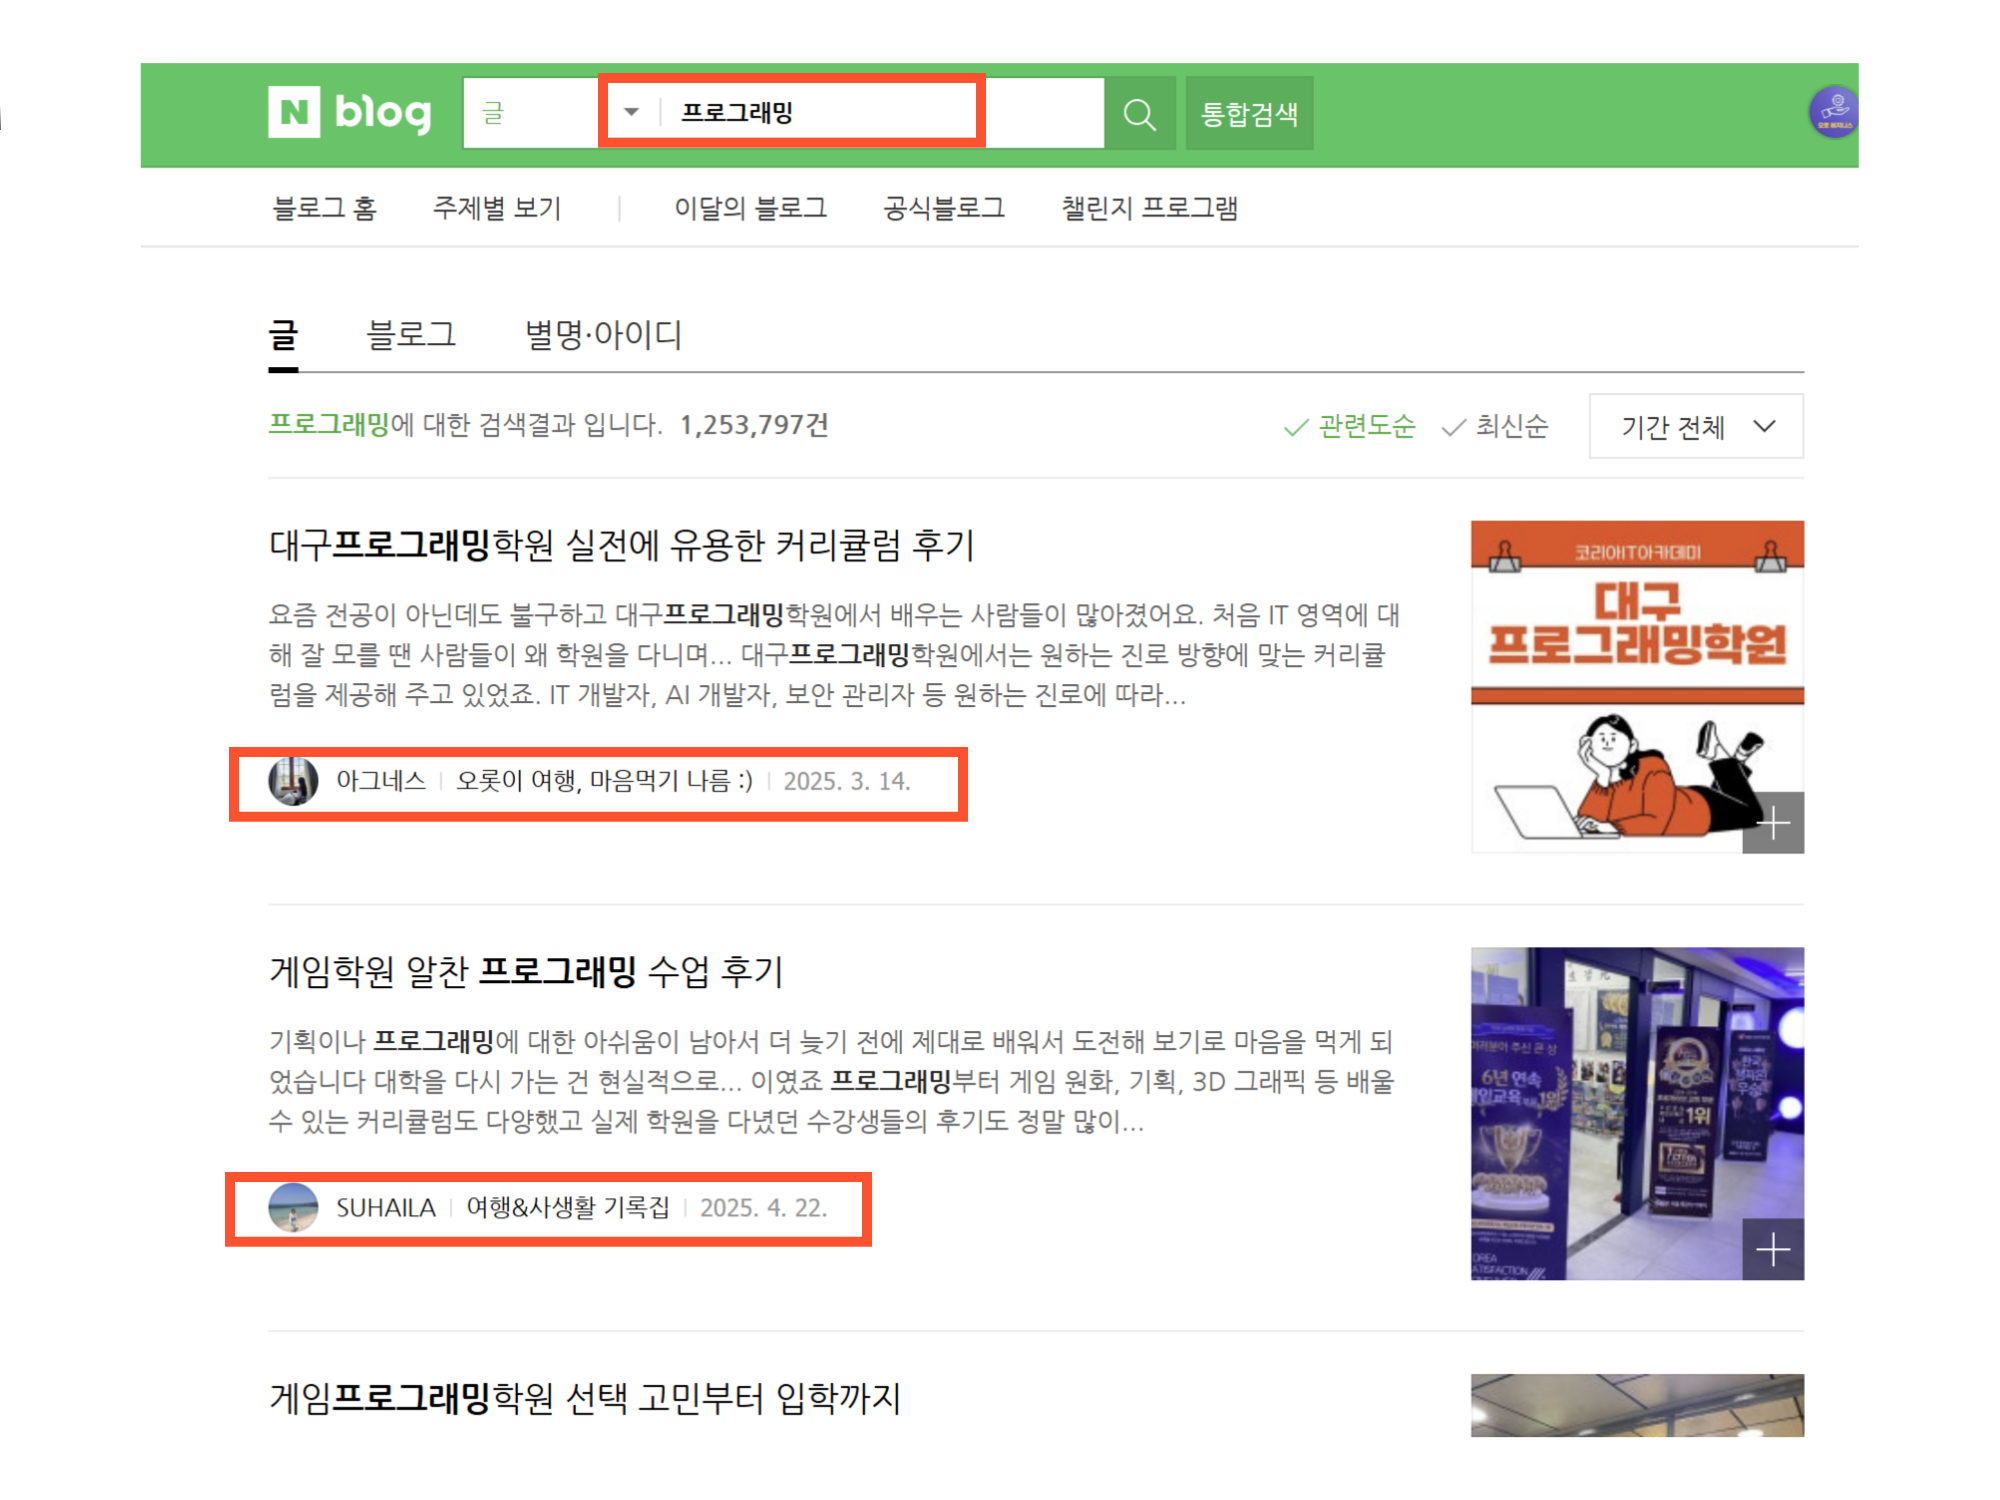 N blog
글
프로그래밍
통합검색
블로그 홈 주제별 보기 이달의 블로그 공식블로그 챌린지 프로그램
글 블로그 별명·아이디
프로그래밍에 대한 검색결과 입니다. 1,253,797건
관련도순 최신순 기간 전체
대구프로그래밍학원 실전에 유용한 커리큘럼 후기
요즘 전공이 아닌데도 불구하고 대구프로그래밍학원에서 배우는 사람들이 많아졌어요. 처음 IT 영역에 대
해 잘 모를 땐 사람들이 왜 학원을 다니며... 대구프로그래밍학원에서는 원하는 진로 방향에 맞는 커리큘
럼을 제공해 주고 있었죠. IT 개발자, AI 개발자, 보안 관리자 등 원하는 진로에 따라...
아그네스 오롯이 여행, 마음먹기 나름 :) 2025. 3. 14.
코리아IT아카데미
대구
프로그래밍학원
게임학원 알찬 프로그래밍 수업 후기
기획이나 프로그래밍에 대한 아쉬움이 남아서 더 늦기 전에 제대로 배워서 도전해 보기로 마음을 먹게 되
었습니다 대학을 다시 가는 건 현실적으로... 이였죠 프로그래밍부터 게임 원화, 기획, 3D 그래픽 등 배울
수 있는 커리큘럼도 다양했고 실제 학원을 다녔던 수강생들의 후기도 정말 많이...
SUHAILA 여행&사생활 기록집 2025. 4. 22.
6년 연속
1위
게임프로그래밍학원 선택 고민부터 입학까지